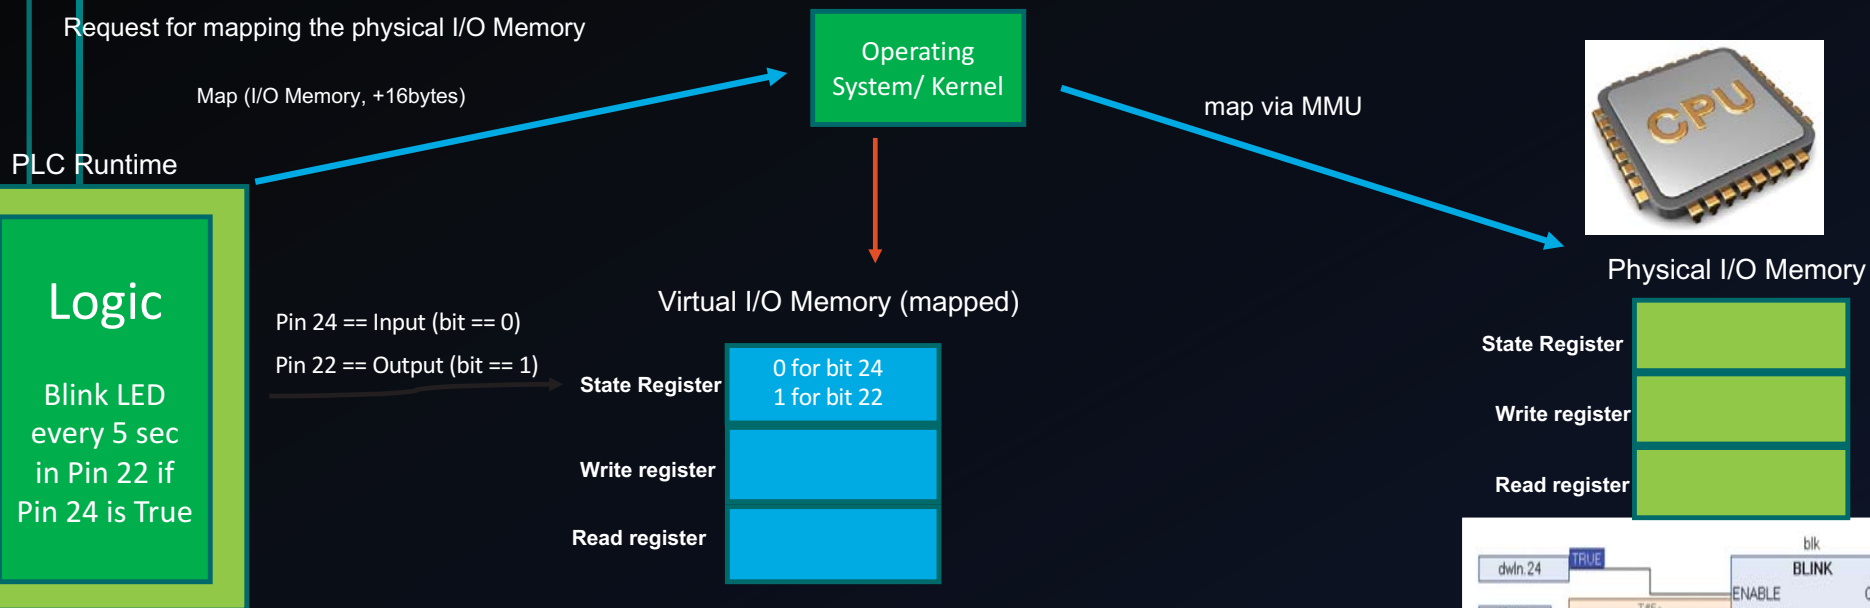 Request for mapping the physical I/O Memory
Map (I/O Memory, +16bytes)
Operating
System/ Kernel
map via MMU
CPU
PLC Runtime
Logic
Blink LED
every 5 sec
in Pin 22 if
Pin 24 is True
Pin 24 == Input (bit == 0)
Pin 22 == Output (bit == 1)
Virtual I/O Memory (mapped)
State Register
0 for bit 24
1 for bit 22
Write register
Read register
Physical I/O Memory
State Register
Write register
Read register
dwIn.24
TRUE
blk
BLINK
ENABLE